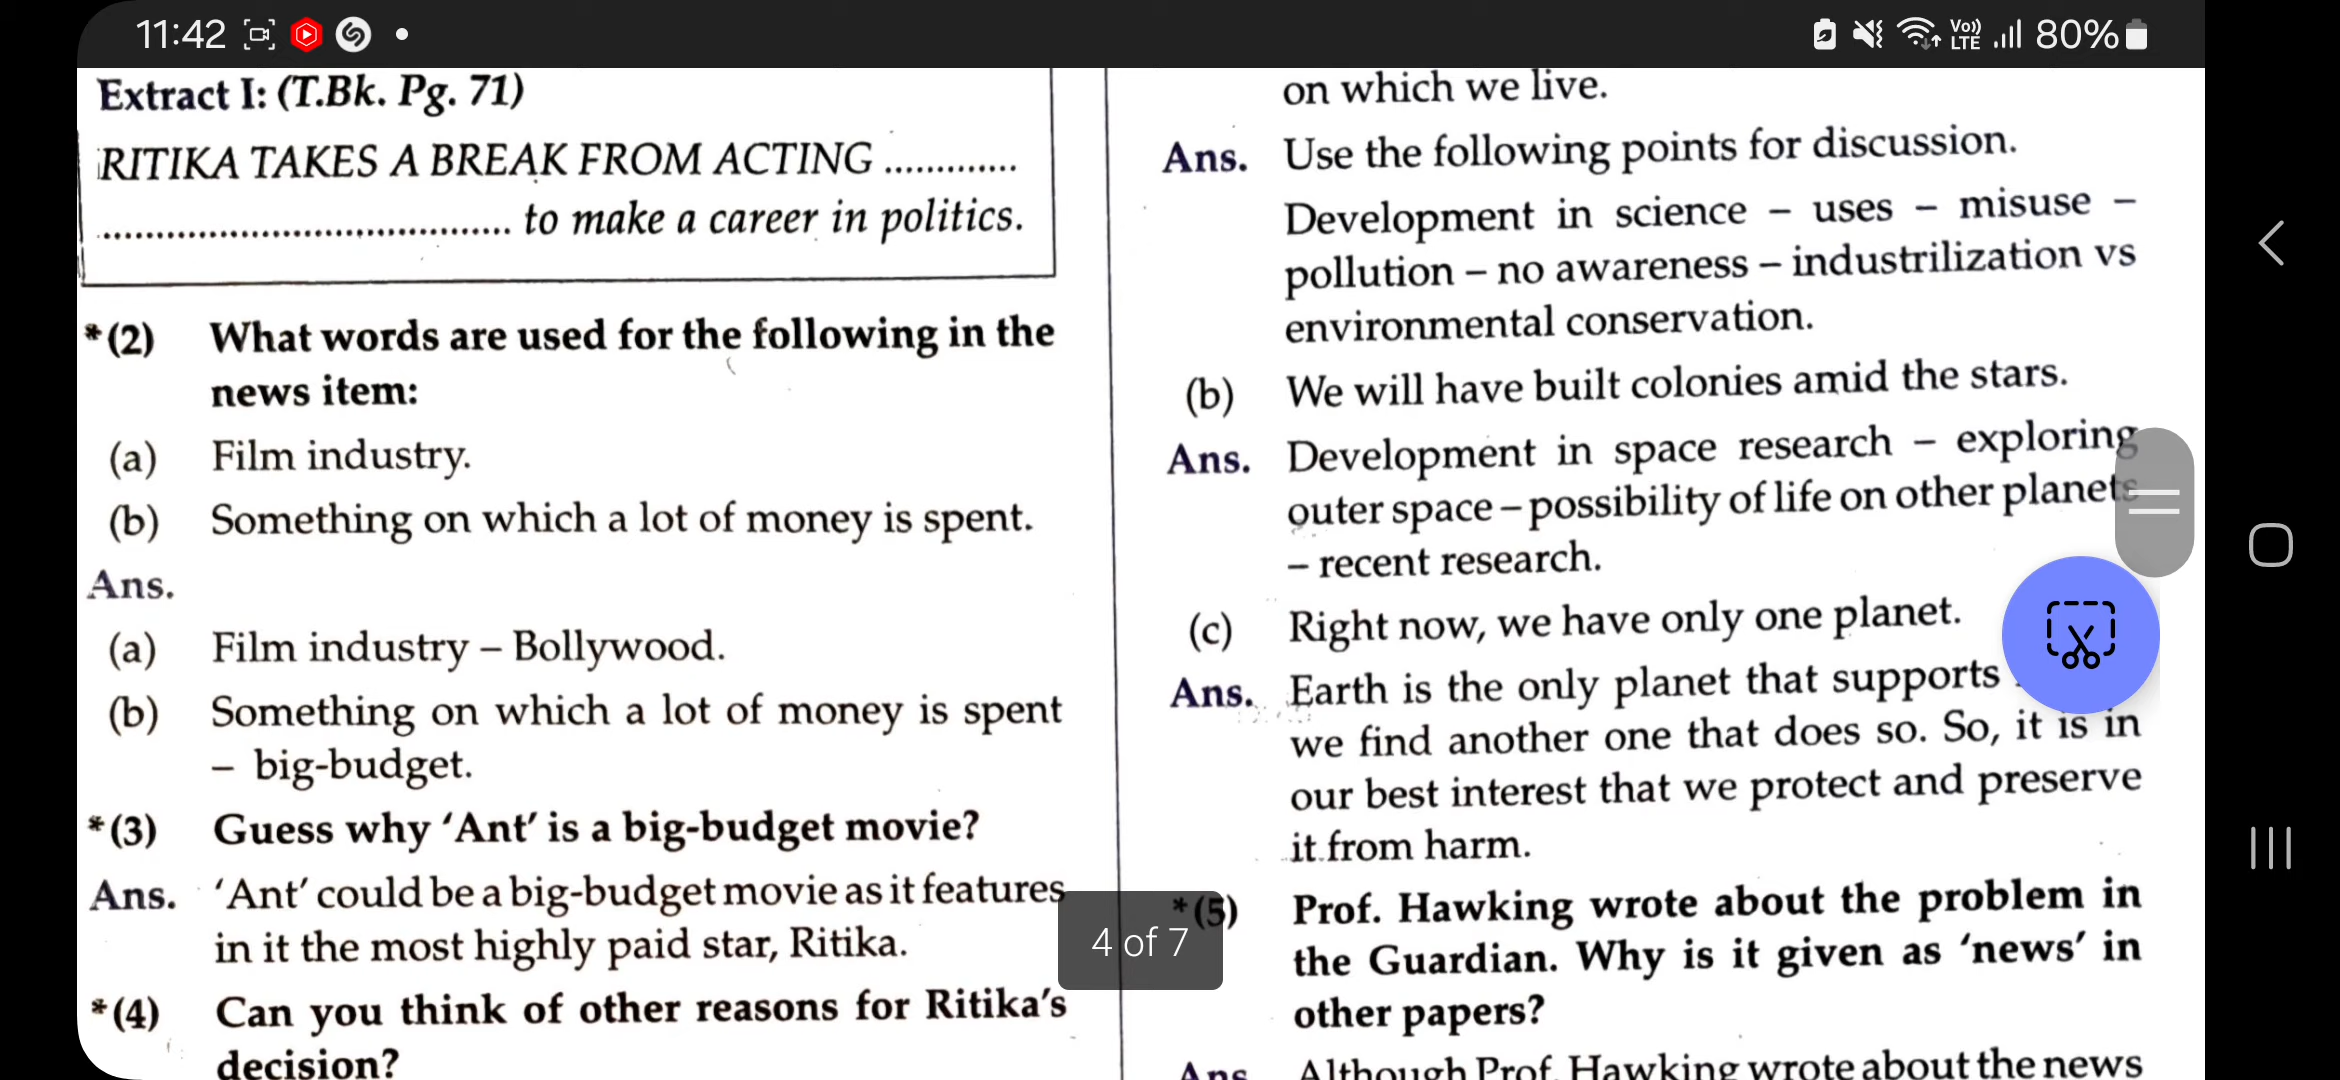 11:42
Vo))
LTE
80%
Extract I: (T.Bk. Pg. 71)
RITIKA TAKES A BREAK FROM ACTING .............
....................................... to make a career in politics.
*(2) What words are used for the following in the
news item:
(a) Film industry.
(b) Something on which a lot of money is spent.
Ans.
(a) Film industry – Bollywood.
(b) Something on which a lot of money is spent
– big-budget.
*(3) Guess why ‘Ant’ is a big-budget movie?
Ans. ‘Ant’ could be a big-budget movie as it features
in it the most highly paid star, Ritika.
*(4) Can you think of other reasons for Ritika’s
decision?
on which we live.
Ans. Use the following points for discussion.
Development in science – uses – misuse –
pollution – no awareness – industrilization vs
environmental conservation.
(b) We will have built colonies amid the stars.
Ans. Development in space research – exploring
outer space – possibility of life on other planets
– recent research.
(c) Right now, we have only one planet.
Ans. Earth is the only planet that supports
we find another one that does so. So, it is in
our best interest that we protect and preserve
it from harm.
*(5) Prof. Hawking wrote about the problem in
the Guardian. Why is it given as ‘news’ in
other papers?
Ans. Although Prof. Hawking wrote about the news
4 of 7